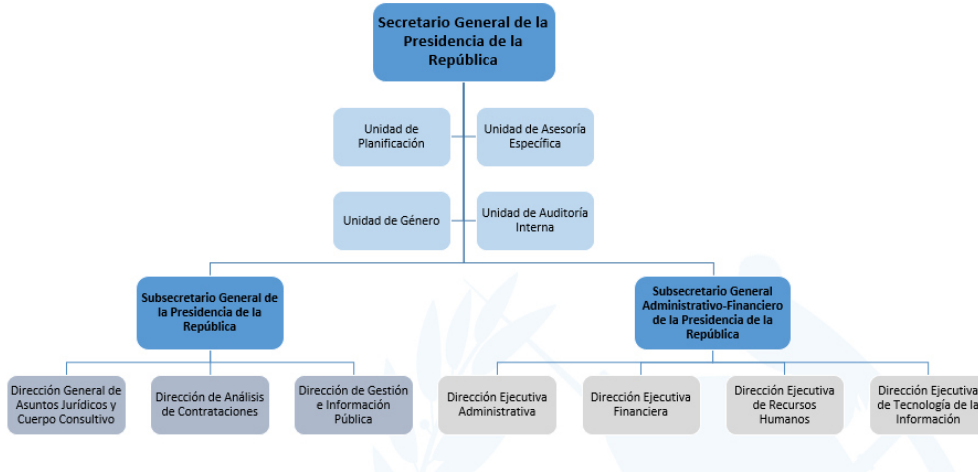 Secretario General de la
Presidencia de la
República
Unidad de
Planificación
Unidad de Asesoría
Específica
Unidad de Género
Unidad de Auditoría
Interna
Subsecretario General de
la Presidencia de la
República
Subsecretario General
Administrativo-Financiero
de la Presidencia de la
República
Dirección General de
Asuntos Jurídicos y
Cuerpo Consultivo
Dirección de Análisis
de Contrataciones
Dirección de Gestión
e Información
Pública
Dirección Ejecutiva
Administrativa
Dirección Ejecutiva
Financiera
Dirección Ejecutiva
de Recursos
Humanos
Dirección Ejecutiva
de Tecnología de la
Información